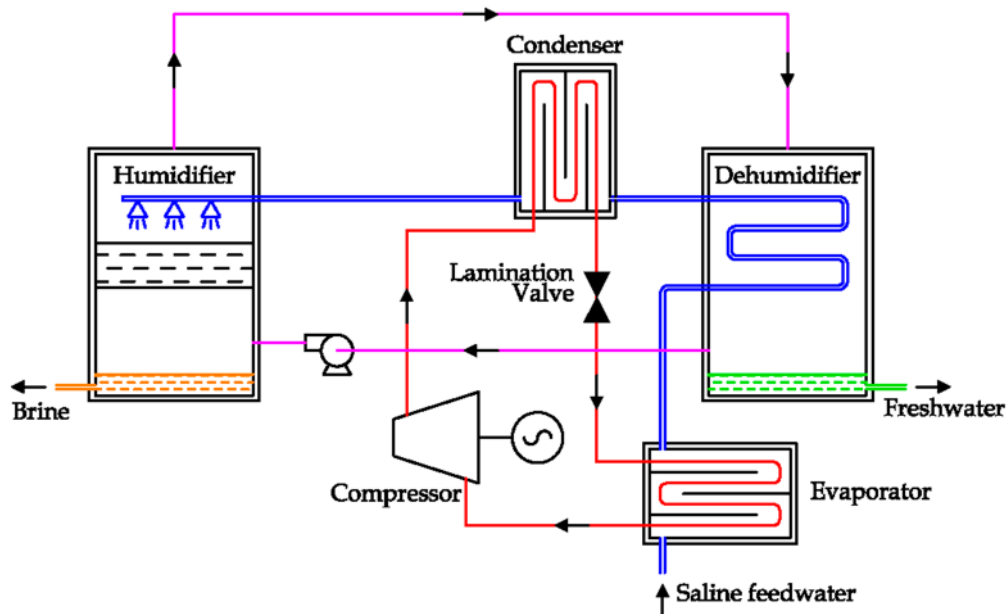 Condenser
Humidifier
Dehumidifier
Lamination
Valve
Brine
Freshwater
Compressor
Evaporator
Saline feedwater